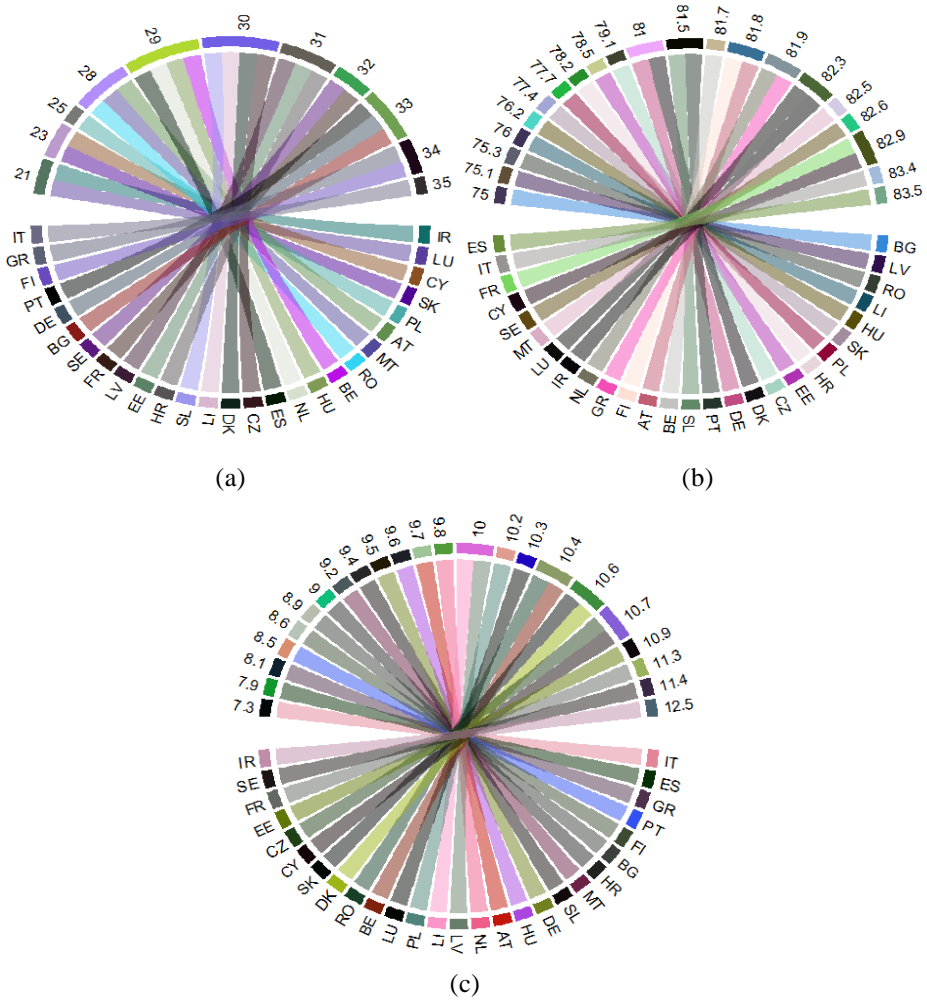 21
23
25
28
29
30
31
32
33
34
35
IT
GR
FI
PT
DE
BG
SE
FR
LV
EE
HR
SL
LI
DK
CZ
ES
NL
HU
BE
RO
MT
AT
PL
SK
CY
LU
IR
(a)
75
75.1
75.3
76
76.2
77.4
77.7
78.2
78.5
79.1
81
81.5
81.7
81.8
81.9
82.3
82.5
82.6
82.9
83.4
83.5
ES
IT
FR
CY
SE
MT
LU
IR
NL
GR
FI
AT
BE
SL
PT
DE
DK
CZ
EE
HR
PL
SK
HU
LI
RO
LV
BG
(b)
7.3
7.9
8.1
8.5
8.6
8.9
9
9.2
9.4
9.5
9.6
9.7
9.8
10
10.2
10.3
10.4
10.6
10.7
10.9
11.3
11.4
12.5
IR
SE
FR
EE
CZ
CY
SK
DK
RO
BE
LU
PL
LI
LV
NL
AT
HU
DE
SL
MT
HR
BG
FI
PT
GR
ES
IT
(c)